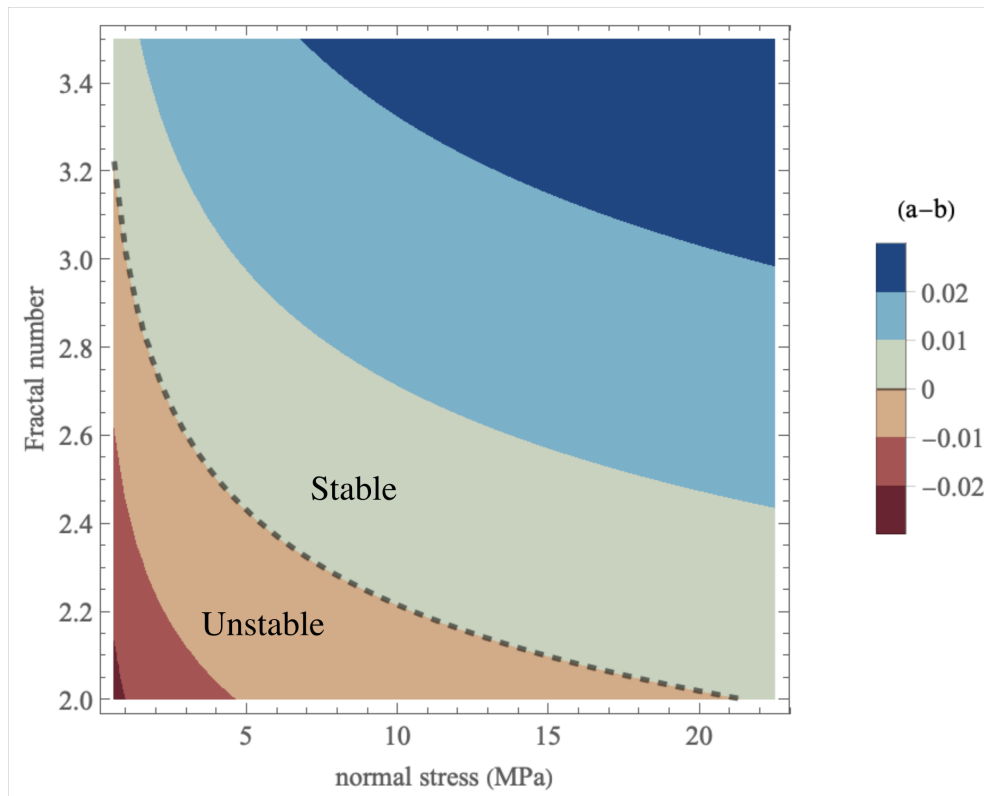 3.4
3.2
3.0
2.8
2.6
2.4
2.2
2.0
Fractal number
Stable
Unstable
5 10 15 20
normal stress (MPa)
(a–b)
0.02
0.01
0
−0.01
−0.02